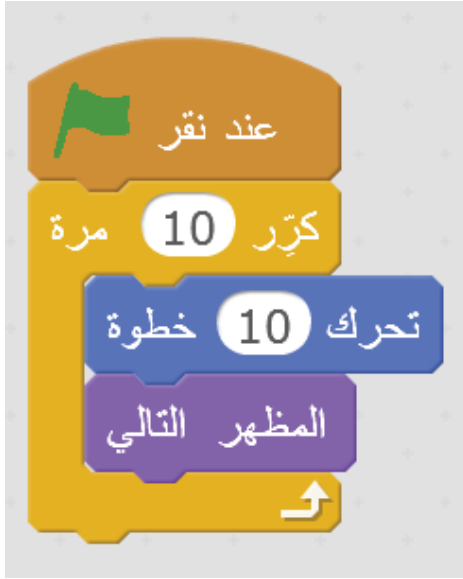 عند نقر
كرِّر 10 مرة
تحرك 10 خطوة
المظهر التالي